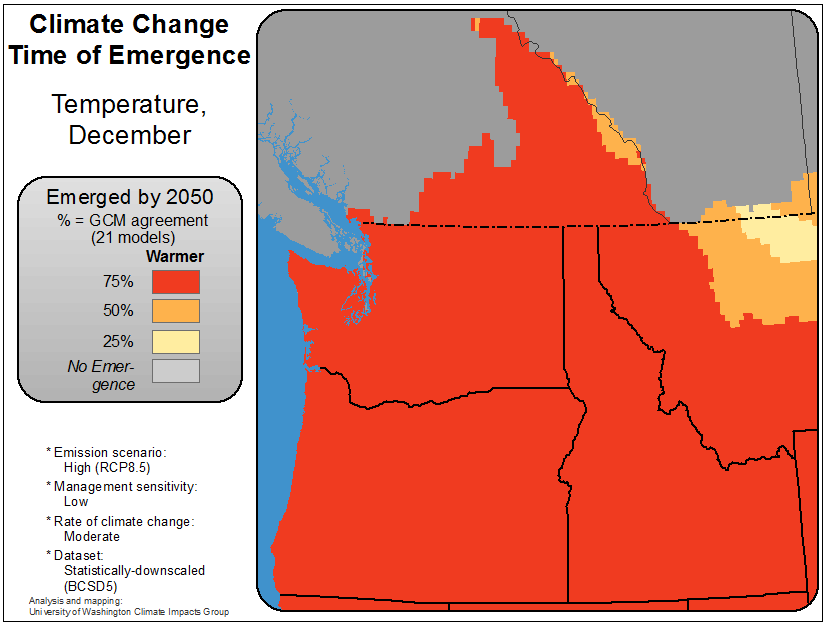 Climate Change
Time of Emergence
Temperature,
December
Emerged by 2050
% = GCM agreement
(21 models)
Warmer
75%
50%
25%
No Emer-
gence
* Emission scenario:
High (RCP8.5)
* Management sensitivity:
Low
* Rate of climate change:
Moderate
* Dataset:
Statistically-downscaled
(BCSD5)
Analysis and mapping:
University of Washington Climate Impacts Group